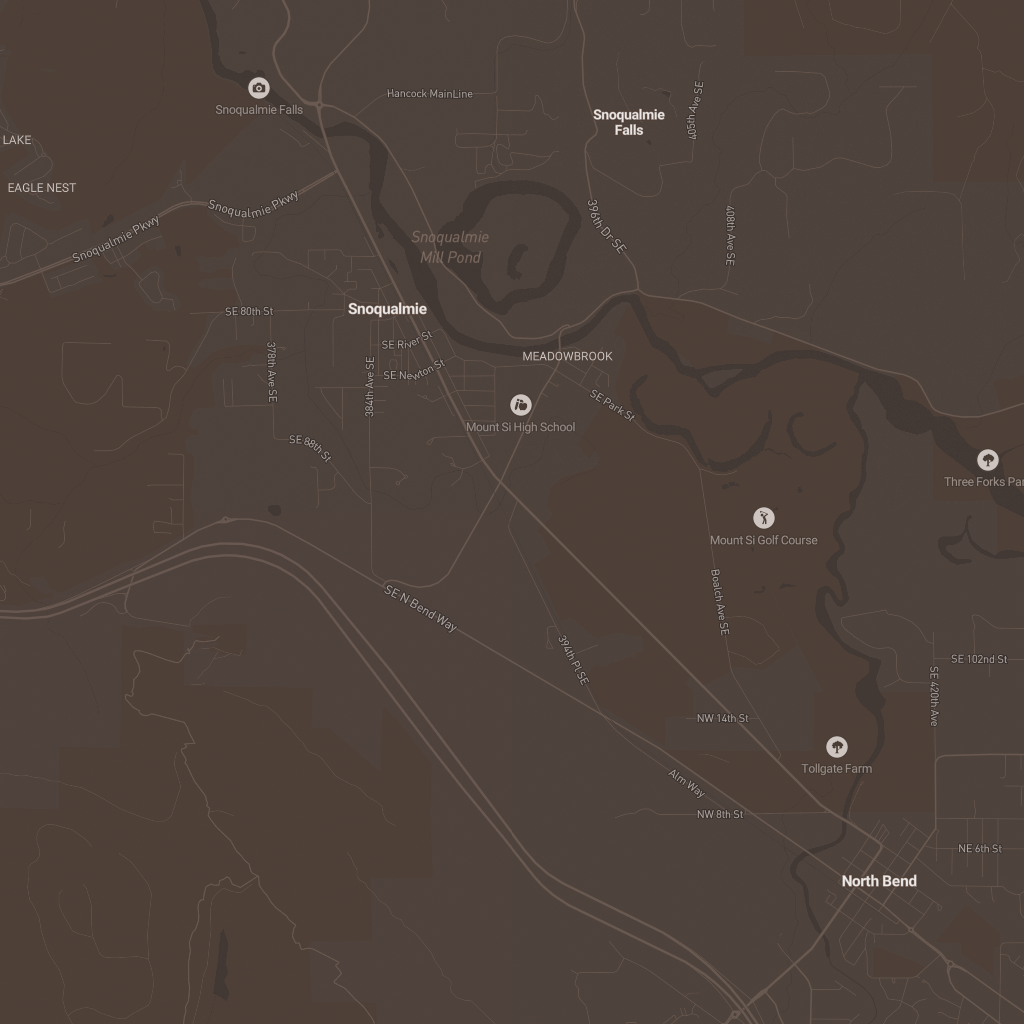 Snoqualmie Falls
Hancock MainLine
Snoqualmie
Falls
405th Ave SE
LAKE
EAGLE NEST
Snoqualmie Pkwy
Snoqualmie Pkwy
396th Dr SE
408th Ave SE
Snoqualmie
Mill Pond
Snoqualmie
SE 80th St
SE River St
378th Ave SE
MEADOWBROOK
SE Newton St
384th Ave SE
SE Park St
Mount Si High School
SE 88th St
Three Forks Par
Mount Si Golf Course
SE N Bend Way
Boalch Ave SE
394th Pl SE
SE 102nd St
SE 420th Ave
NW 14th St
Tollgate Farm
Alm Way
NW 8th St
NE 6th St
North Bend